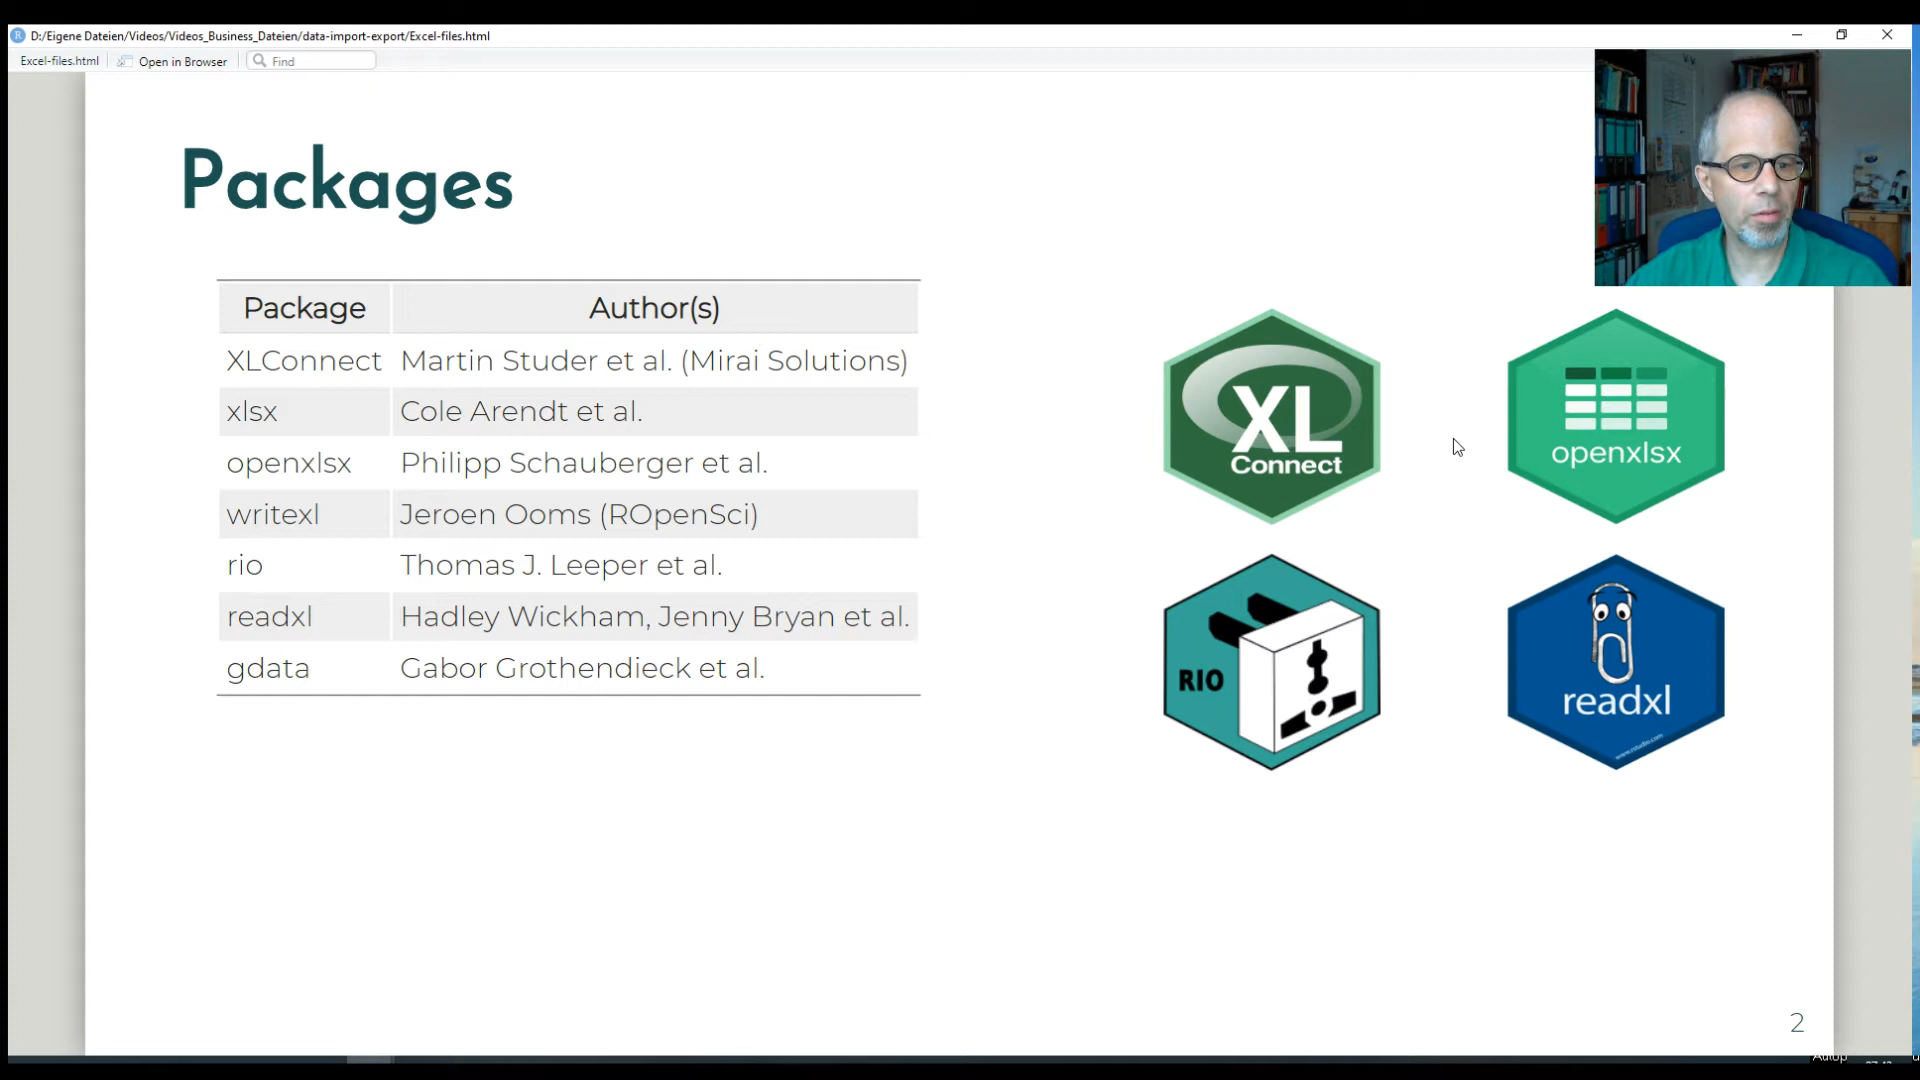 D:/Eigene Dateien/Videos/Videos_Business_Dateien/data-import-export/Excel-files.html
Excel-files.html Open in Browser Find
Packages
Package Author(s)
XLConnect Martin Studer et al. (Mirai Solutions)
xlsx Cole Arendt et al.
openxlsx Philipp Schauberger et al.
writexl Jeroen Ooms (ROpenSci)
rio Thomas J. Leeper et al.
readxl Hadley Wickham, Jenny Bryan et al.
gdata Gabor Grothendieck et al.
XL
Connect
openxlsx
RIO
readxl
www.rstudio.com
2